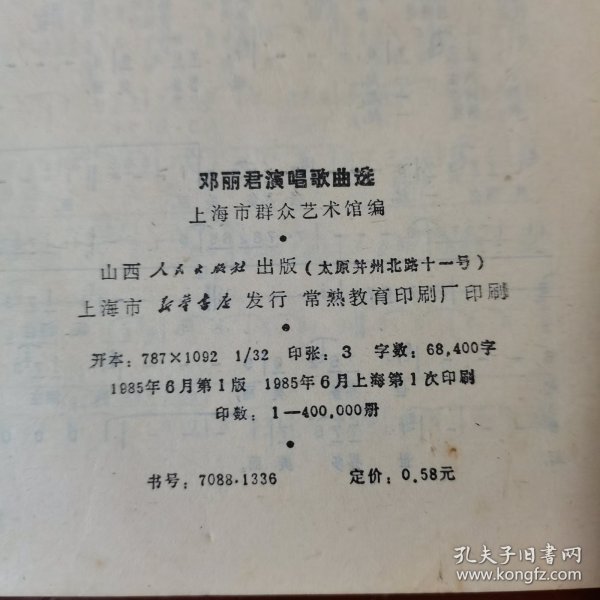 邓丽君演唱歌曲选
上海市群众艺术馆编
山西人民出版社出版(太原并州北路十一号)
上海市新华书店发行 常熟教育印刷厂印刷
开本:787×1092 1/32 印张:3 字数:68,400字
1985年6月第1版 1985年6月上海第1次印刷
印数:1—400,000册
书号:7088·1336 定价:0.58元
孔夫子旧书网
www.kongfz.com